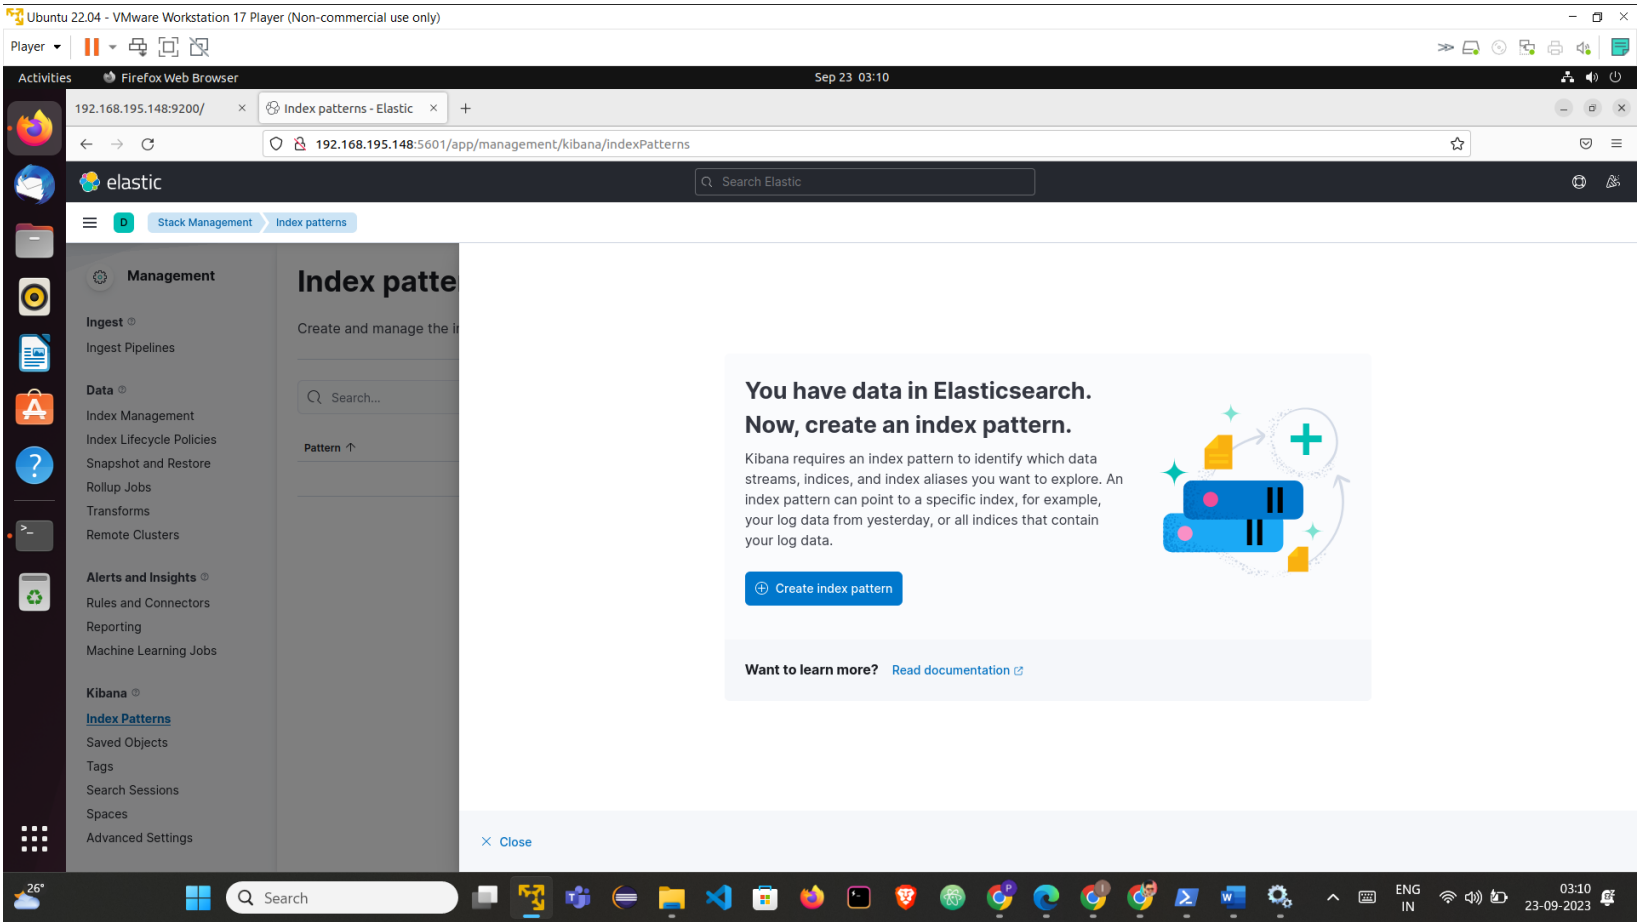 Ubuntu 22.04 - VMware Workstation 17 Player (Non-commercial use only)
Player
Activities
Firefox Web Browser
Sep 23 03:10
192.168.195.148:9200/
Index patterns - Elastic
192.168.195.148:5601/app/management/kibana/indexPatterns
elastic
Search Elastic
D
Stack Management
Index patterns
Management
Ingest
Ingest Pipelines
Data
Index Management
Index Lifecycle Policies
Snapshot and Restore
Rollup Jobs
Transforms
Remote Clusters
Alerts and Insights
Rules and Connectors
Reporting
Machine Learning Jobs
Kibana
Index Patterns
Saved Objects
Tags
Search Sessions
Spaces
Advanced Settings
Index patte
Create and manage the i
Search...
Pattern
You have data in Elasticsearch.
Now, create an index pattern.
Kibana requires an index pattern to identify which data
streams, indices, and index aliases you want to explore. An
index pattern can point to a specific index, for example,
your log data from yesterday, or all indices that contain
your log data.
Create index pattern
Want to learn more? Read documentation
Close
26°
Search
P
I
ENG
IN
03:10
23-09-2023